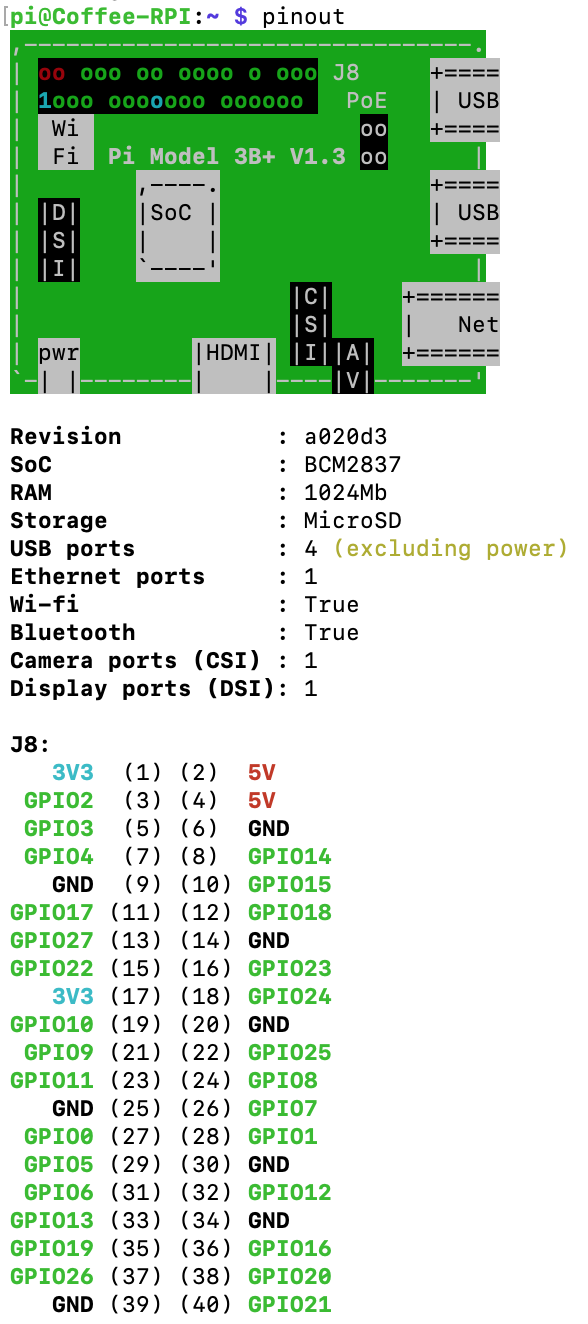 [pi@Coffee-RPI:~ $ pinout
,--------------------------------.
| oo ooo oo oooo o ooo J8     +====
| 1ooo ooooooo oooooo   PoE   | USB
|  Wi                    oo   +====
|  Fi  Pi Model 3B+ V1.3 oo      |
|        ,----.               +====
| |D|    |SoC |               | USB
| |S|    |    |               +====
| |I|    `----'                  |
|                   |C|     +======
|                   |S|     |   Net
| pwr        |HDMI| |I||A|  +======
`-| |--------|    |----|V|-------'
Revision           : a020d3
SoC                : BCM2837
RAM                : 1024Mb
Storage            : MicroSD
USB ports          : 4 (excluding power)
Ethernet ports     : 1
Wi-fi              : True
Bluetooth          : True
Camera ports (CSI) : 1
Display ports (DSI): 1
J8:
   3V3  (1) (2)  5V
 GPIO2  (3) (4)  5V
 GPIO3  (5) (6)  GND
 GPIO4  (7) (8)  GPIO14
   GND  (9) (10) GPIO15
GPIO17 (11) (12) GPIO18
GPIO27 (13) (14) GND
GPIO22 (15) (16) GPIO23
   3V3 (17) (18) GPIO24
GPIO10 (19) (20) GND
 GPIO9 (21) (22) GPIO25
GPIO11 (23) (24) GPIO8
   GND (25) (26) GPIO7
 GPIO0 (27) (28) GPIO1
 GPIO5 (29) (30) GND
 GPIO6 (31) (32) GPIO12
GPIO13 (33) (34) GND
GPIO19 (35) (36) GPIO16
GPIO26 (37) (38) GPIO20
   GND (39) (40) GPIO21